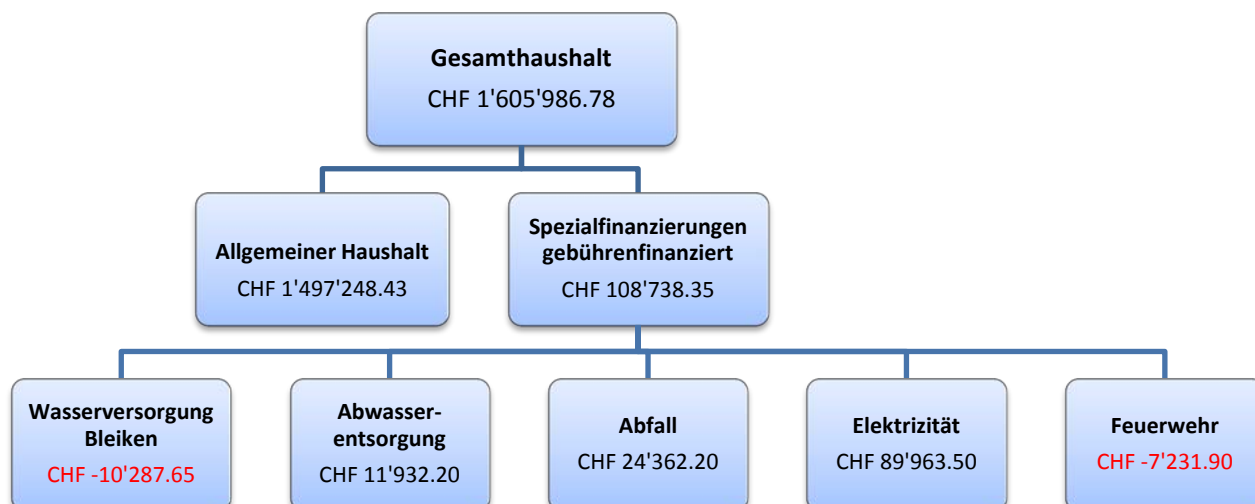 Gesamthaushalt
CHF 1'605'986.78
Allgemeiner Haushalt
CHF 1'497'248.43
Spezialfinanzierungen
gebührenfinanziert
CHF 108'738.35
Wasserversorgung
Bleiken
CHF -10'287.65
Abwasser-
entsorgung
CHF 11'932.20
Abfall
CHF 24'362.20
Elektrizität
CHF 89'963.50
Feuerwehr
CHF -7'231.90